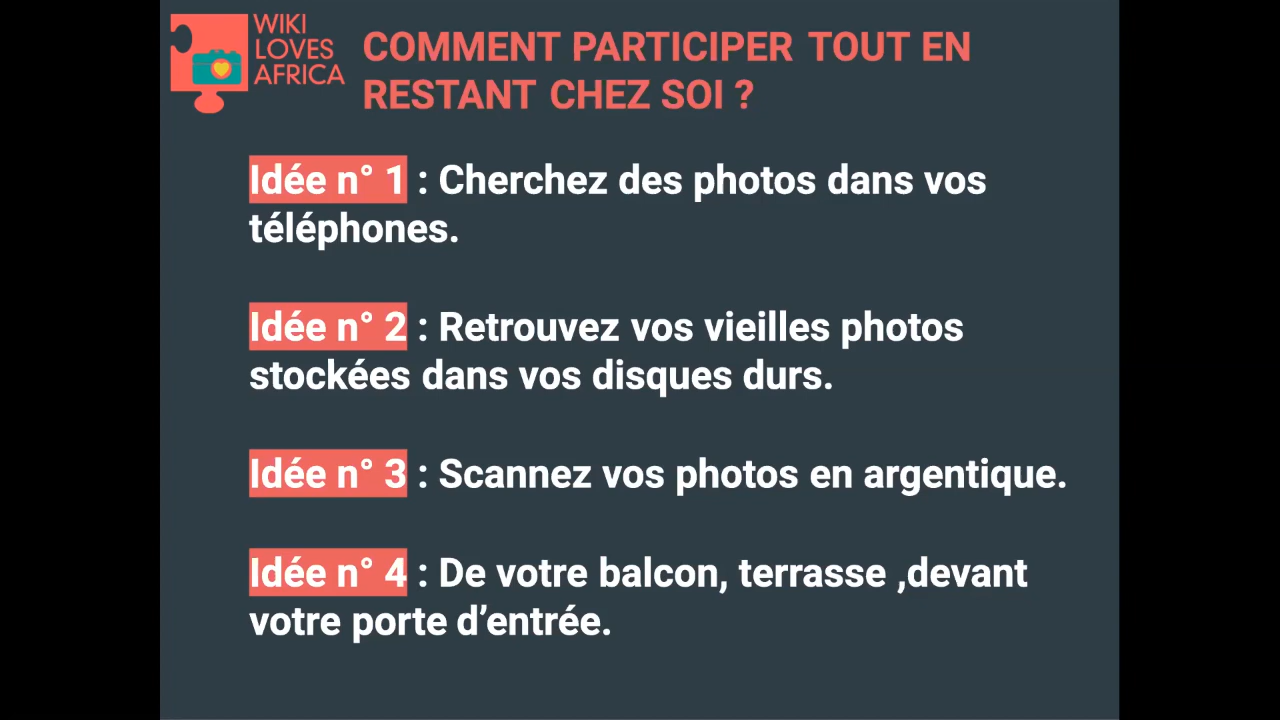 WIKI
LOVES
AFRICA
COMMENT PARTICIPER TOUT EN
RESTANT CHEZ SOI ?
Idée n° 1 : Cherchez des photos dans vos
téléphones.
Idée n° 2 : Retrouvez vos vieilles photos
stockées dans vos disques durs.
Idée n° 3 : Scannez vos photos en argentique.
Idée n° 4 : De votre balcon, terrasse ,devant
votre porte d’entrée.